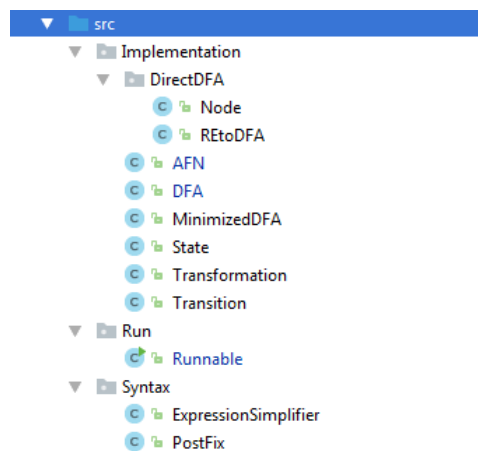 src
Implementation
DirectDFA
C Node
C REtoDFA
C AFN
C DFA
C MinimizedDFA
C State
C Transformation
C Transition
Run
C Runnable
Syntax
C ExpressionSimplifier
C PostFix